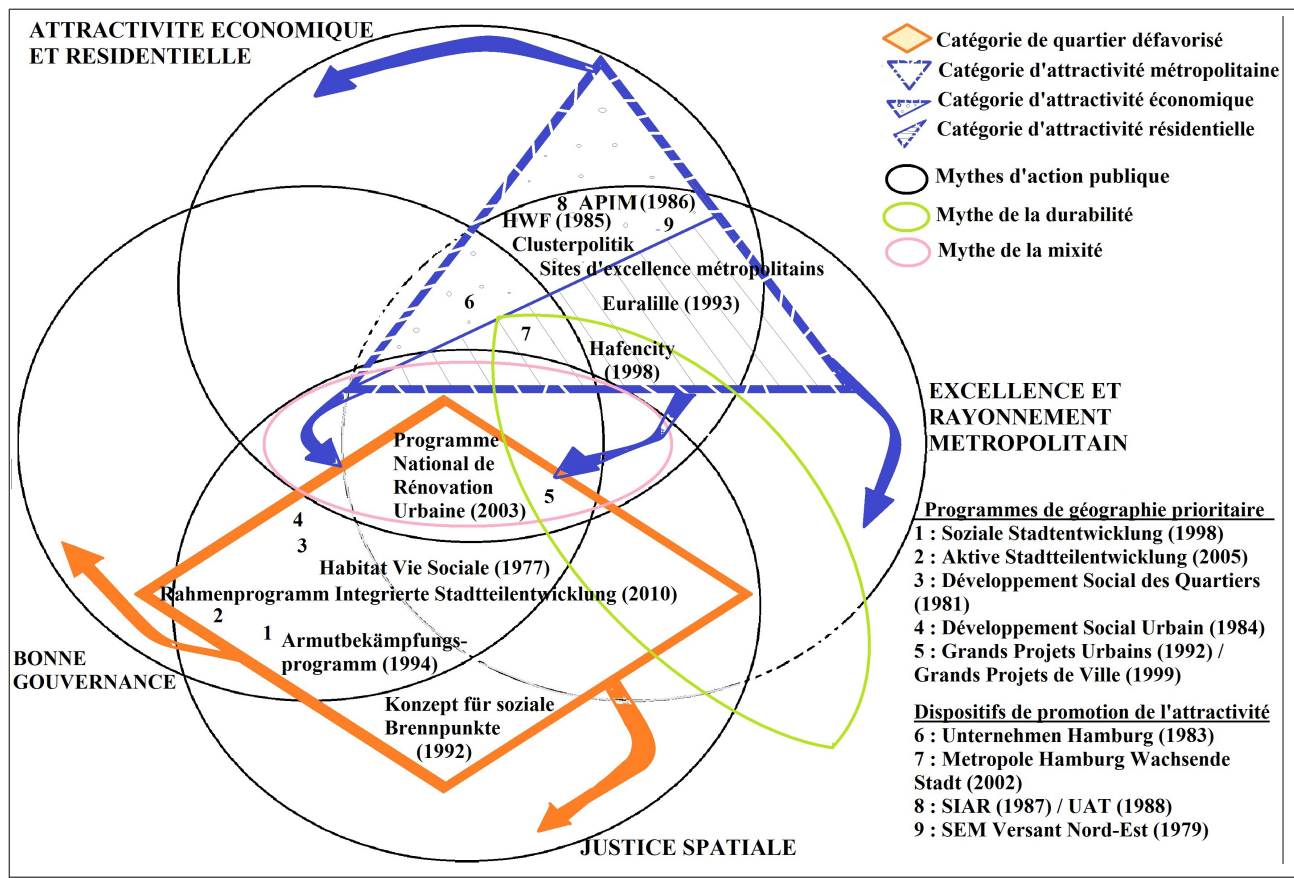 ATTRACTIVITE ECONOMIQUE
ET RESIDENTIELLE
Catégorie de quartier défavorisé
Catégorie d'attractivité métropolitaine
Catégorie d'attractivité économique
Catégorie d'attractivité résidentielle
Mythes d'action publique
Mythe de la durabilité
Mythe de la mixité
8 APIM (1986)
HWF (1985) 9
Clusterpolitik
Sites d'excellence métropolitains
6
Euralille (1993)
7
Hafencity
(1998)
EXCELLENCE ET
RAYONNEMENT
METROPOLITAIN
Programme
National de
Rénovation
Urbaine (2003)
5
4
3
Habitat Vie Sociale (1977)
Rahmenprogramm Integrierte Stadtteilentwicklung (2010)
2
1
Armutbekämpfungs-
programm (1994)
BONNE
GOUVERNANCE
Konzept für soziale
Brennpunkte
(1992)
JUSTICE SPATIALE
Programmes de géographie prioritaire
1 : Soziale Stadtentwicklung (1998)
2 : Aktive Stadtteilentwicklung (2005)
3 : Développement Social des Quartiers
(1981)
4 : Développement Social Urbain (1984)
5 : Grands Projets Urbains (1992) /
Grands Projets de Ville (1999)
Dispositifs de promotion de l'attractivité
6 : Unternehmen Hamburg (1983)
7 : Metropole Hamburg Wachsende
Stadt (2002)
8 : SIAR (1987) / UAT (1988)
9 : SEM Versant Nord-Est (1979)